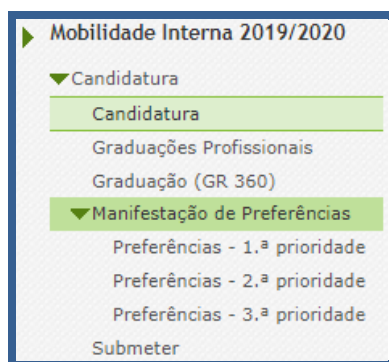 Mobilidade Interna 2019/2020
Candidatura
Candidatura
Graduações Profissionais
Graduação (GR 360)
Manifestação de Preferências
Preferências - 1.ª prioridade
Preferências - 2.ª prioridade
Preferências - 3.ª prioridade
Submeter